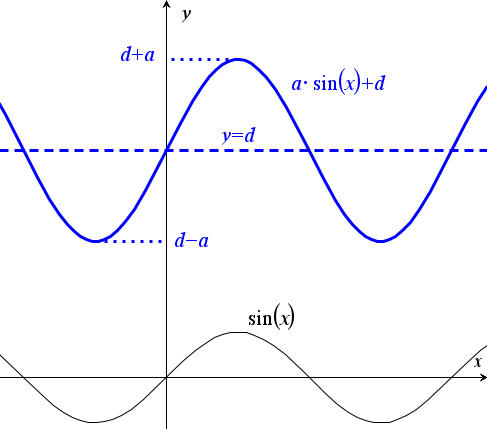 y
d+a
a·sin(x)+d
y=d
d−a
sin(x)
x